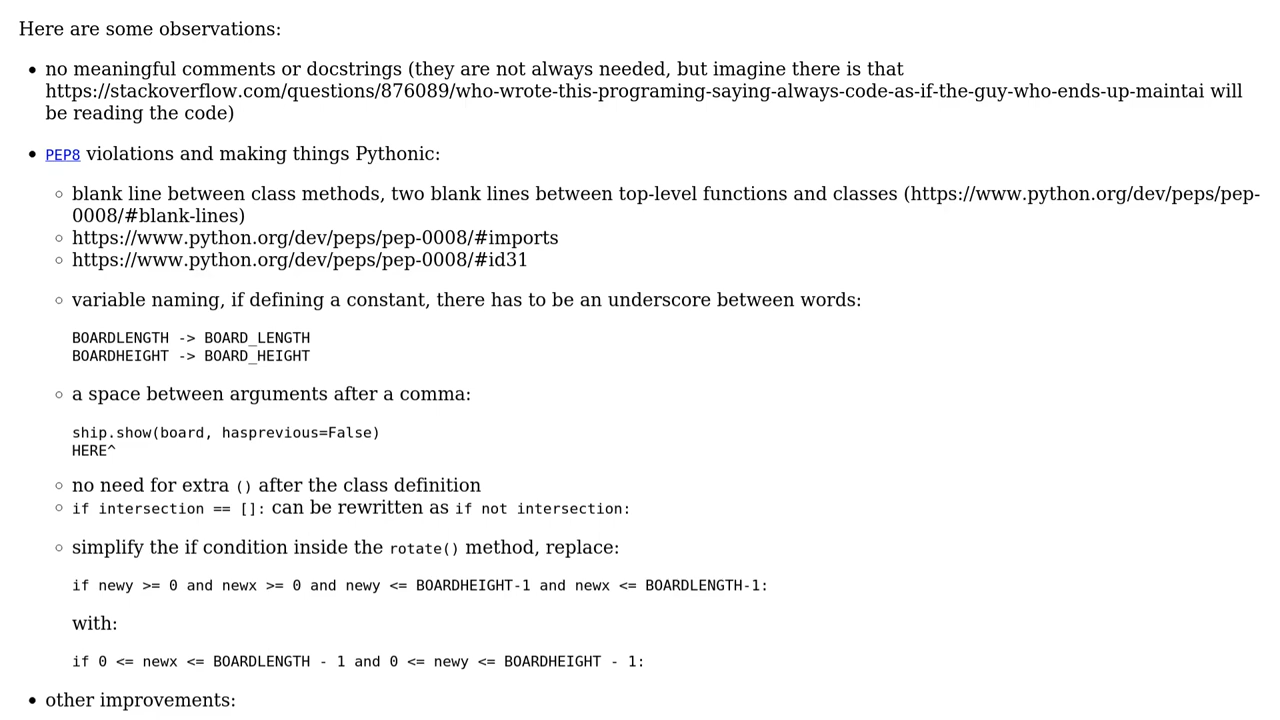 Here are some observations:
no meaningful comments or docstrings (they are not always needed, but imagine there is that
https://stackoverflow.com/questions/876089/who-wrote-this-programing-saying-always-code-as-if-the-guy-who-ends-up-maintai will
be reading the code)
PEP8 violations and making things Pythonic:
blank line between class methods, two blank lines between top-level functions and classes (https://www.python.org/dev/peps/pep-
0008/#blank-lines)
https://www.python.org/dev/peps/pep-0008/#imports
https://www.python.org/dev/peps/pep-0008/#id31
variable naming, if defining a constant, there has to be an underscore between words:
BOARDLENGTH -> BOARD_LENGTH
BOARDHEIGHT -> BOARD_HEIGHT
a space between arguments after a comma:
ship.show(board, hasprevious=False)
HERE^
no need for extra () after the class definition
if intersection == []: can be rewritten as if not intersection:
simplify the if condition inside the rotate() method, replace:
if newy >= 0 and newx >= 0 and newy <= BOARDHEIGHT-1 and newx <= BOARDLENGTH-1:
with:
if 0 <= newx <= BOARDLENGTH - 1 and 0 <= newy <= BOARDHEIGHT - 1:
other improvements: